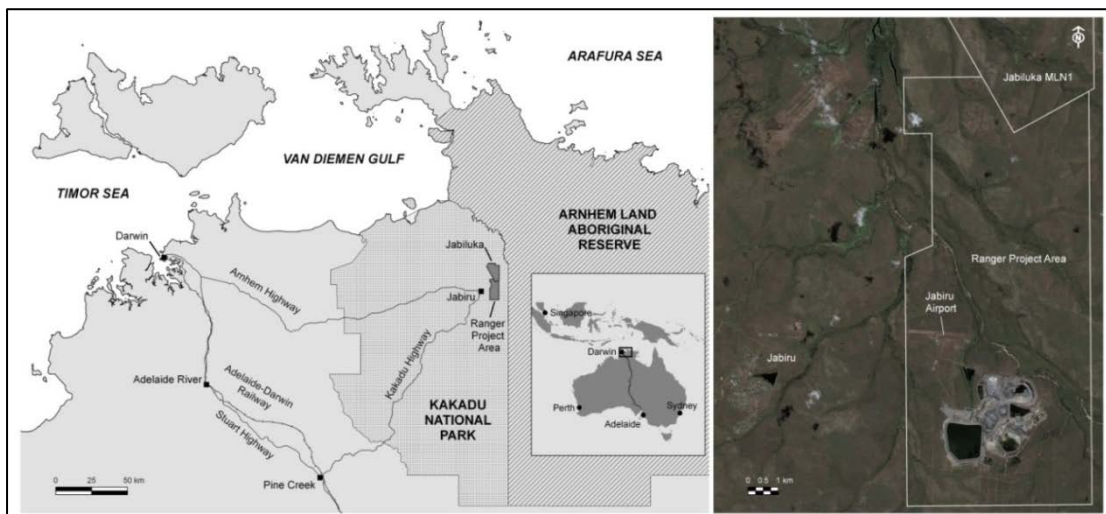 ARAFURA SEA
VAN DIEMEN GULF
TIMOR SEA
Darwin
Arnhem Highway
Jabiluka
Jabiru
Ranger
Project
Area
ARNHEM LAND
ABORIGINAL
RESERVE
Kakadu Highway
Adelaide River
Adelaide-Darwin
Railway
Stuart Highway
KAKADU
NATIONAL
PARK
Pine Creek
0 25 50 km
Singapore
Darwin
Perth
Adelaide
Sydney
N
Jabiluka MLN1
Ranger Project Area
Jabiru
Airport
Jabiru
0 0.5 1 km